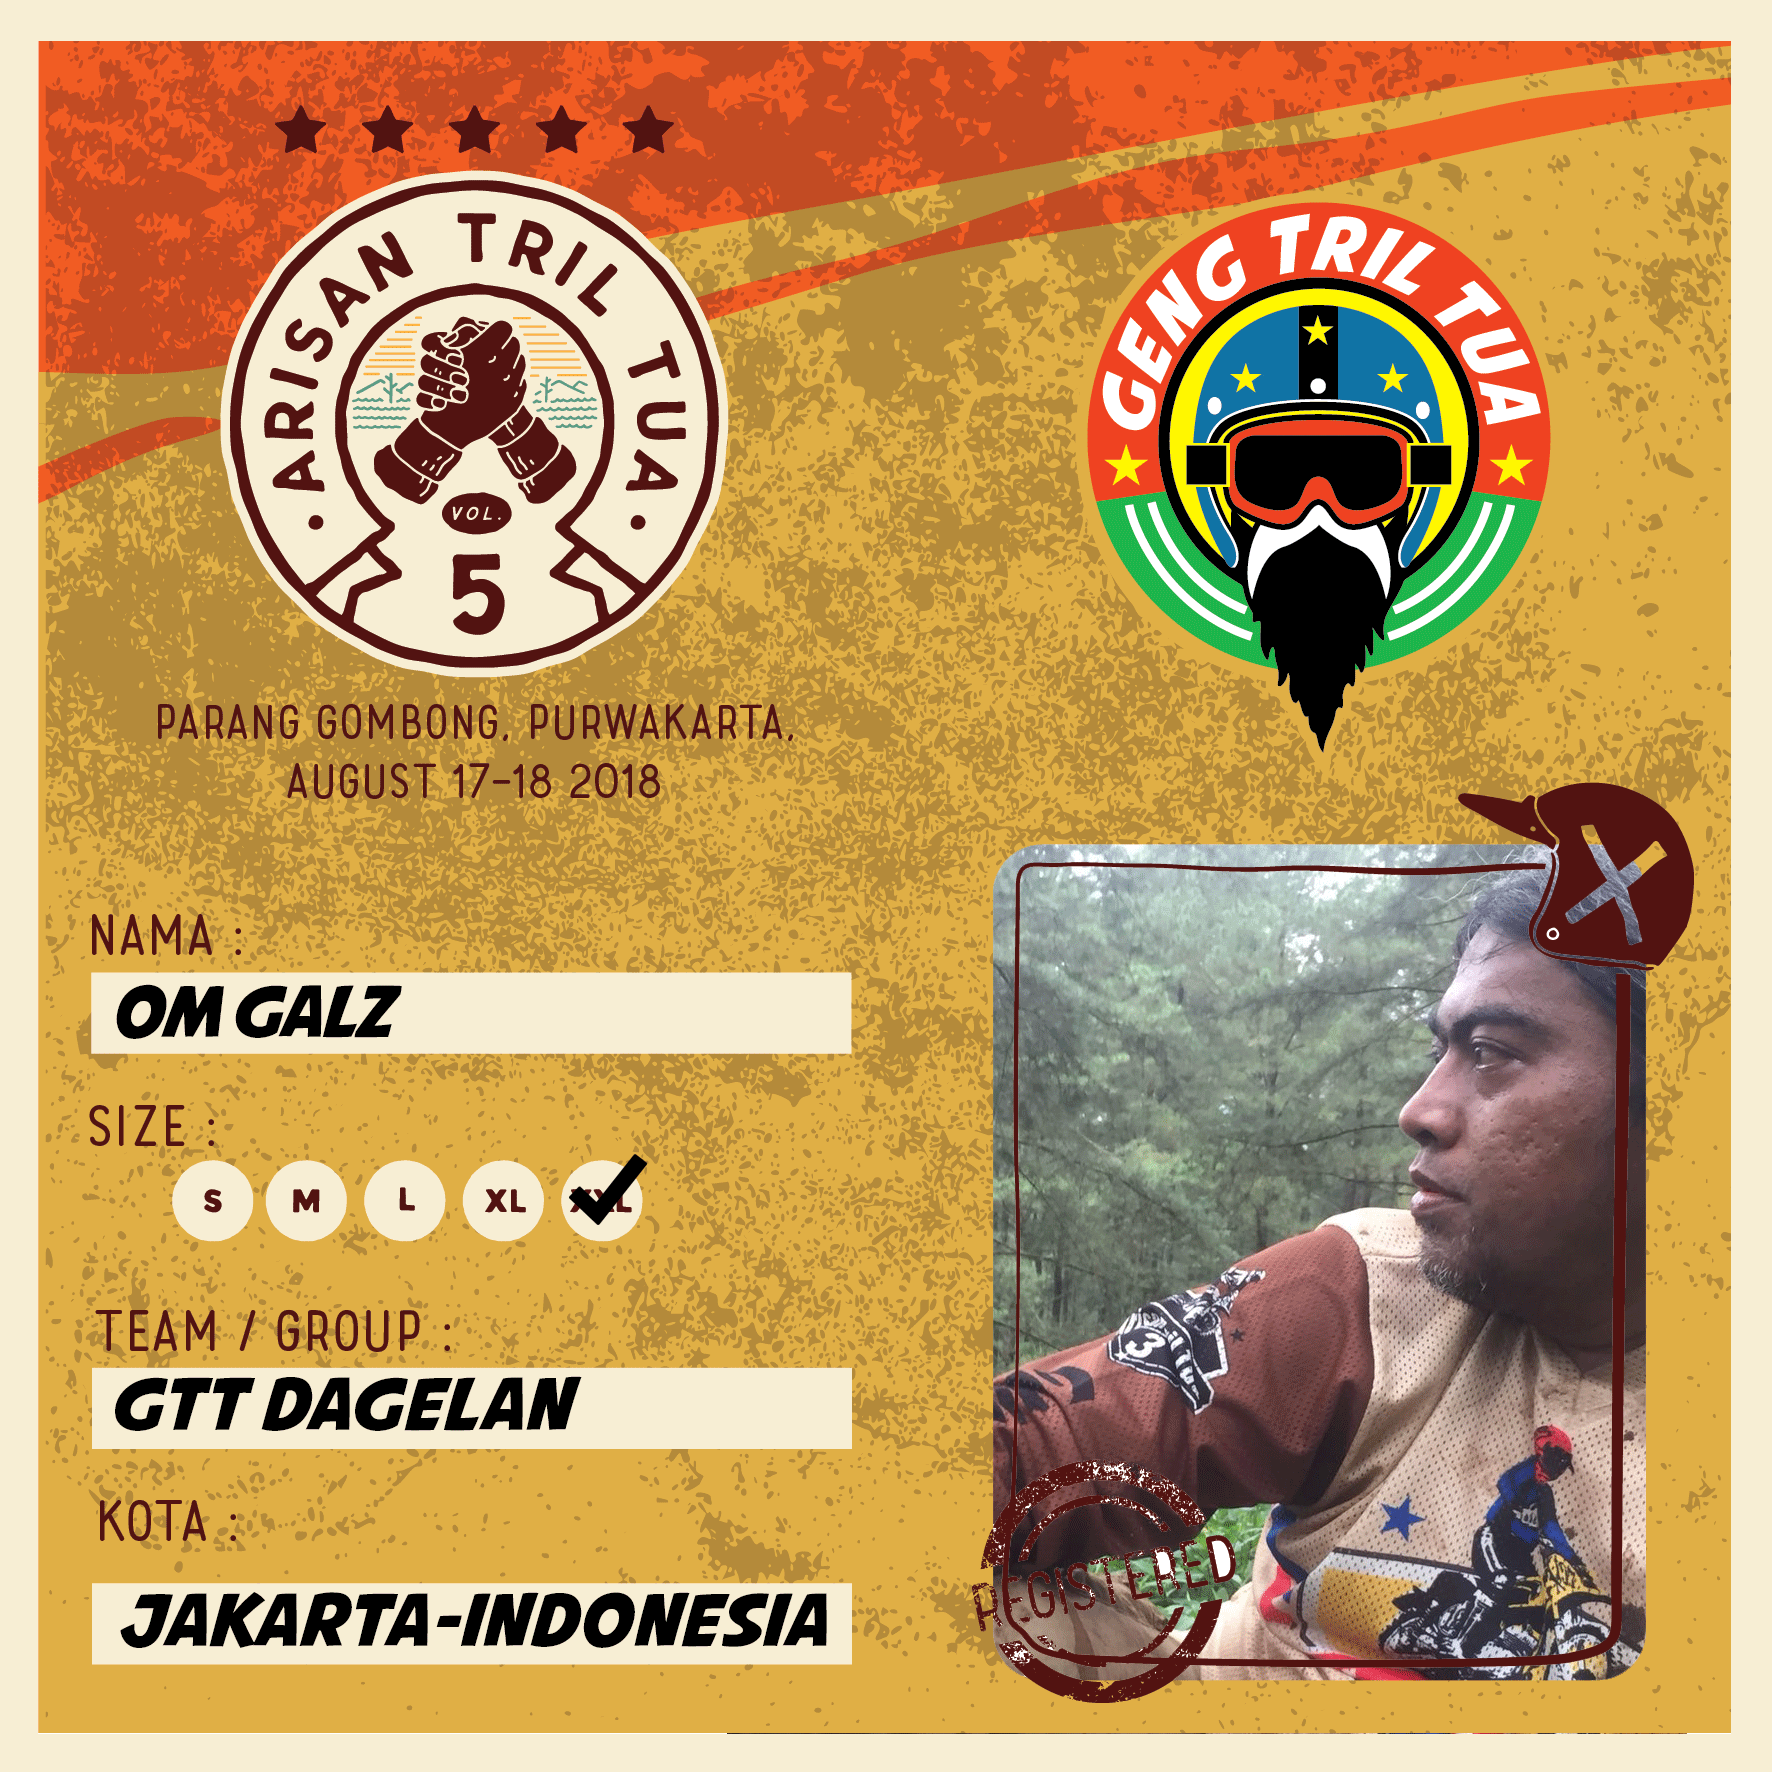 ARISAN TRIL TUA
VOL.
5
GENG TRIL TUA
PARANG GOMBONG, PURWAKARTA,
AUGUST 17-18 2018
NAMA :
OM GALZ
SIZE :
S M L XL XXL
TEAM / GROUP :
GTT DAGELAN
KOTA :
JAKARTA-INDONESIA
3
REGISTERED